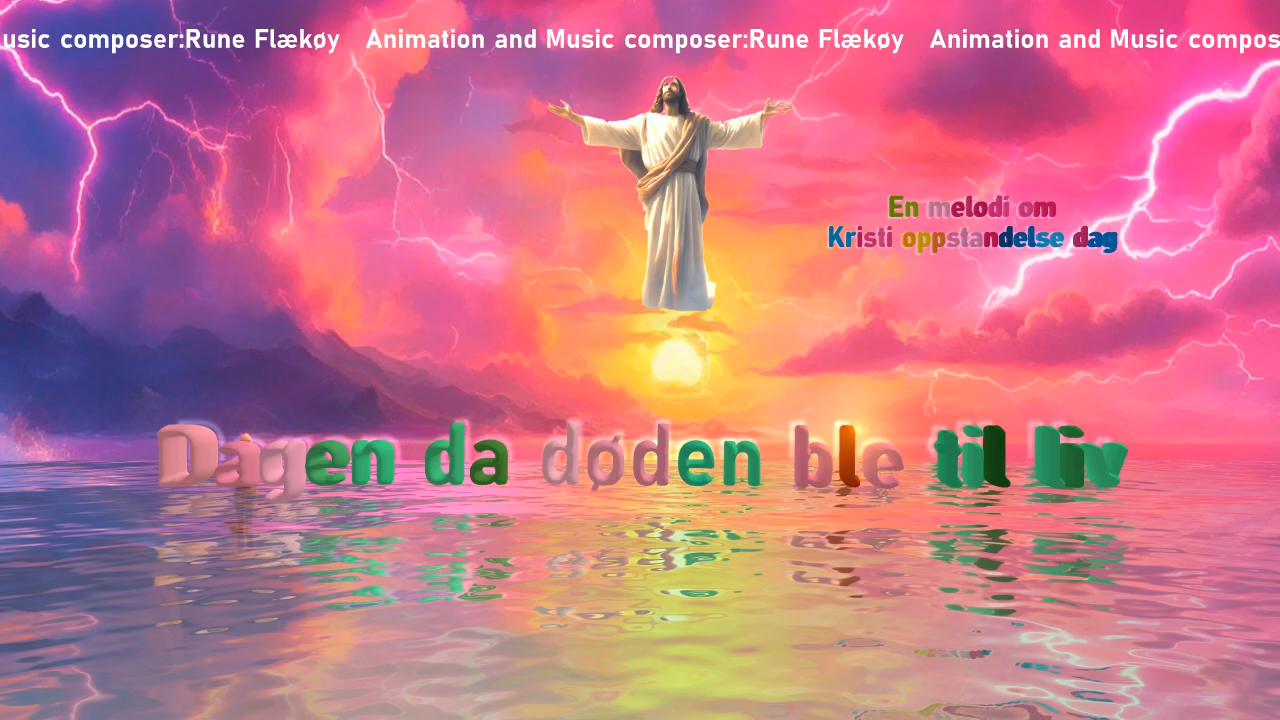 usic composer:Rune Flækøy Animation and Music composer:Rune Flækøy Animation and Music compos
En melodi om
Kristi oppstandelse dag
Dagen da døden ble til liv